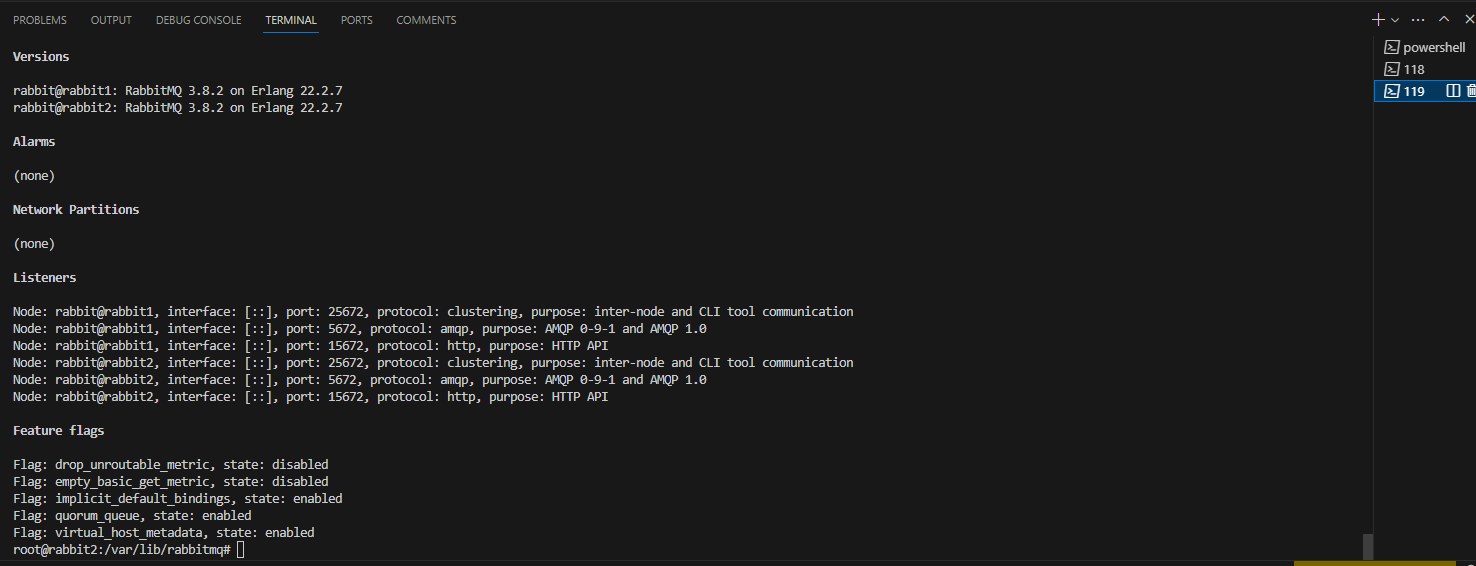 PROBLEMS OUTPUT DEBUG CONSOLE TERMINAL PORTS COMMENTS
powershell
118
119
Versions
rabbit@rabbit1: RabbitMQ 3.8.2 on Erlang 22.2.7
rabbit@rabbit2: RabbitMQ 3.8.2 on Erlang 22.2.7
Alarms
(none)
Network Partitions
(none)
Listeners
Node: rabbit@rabbit1, interface: [::], port: 25672, protocol: clustering, purpose: inter-node and CLI tool communication
Node: rabbit@rabbit1, interface: [::], port: 5672, protocol: amqp, purpose: AMQP 0-9-1 and AMQP 1.0
Node: rabbit@rabbit1, interface: [::], port: 15672, protocol: http, purpose: HTTP API
Node: rabbit@rabbit2, interface: [::], port: 25672, protocol: clustering, purpose: inter-node and CLI tool communication
Node: rabbit@rabbit2, interface: [::], port: 5672, protocol: amqp, purpose: AMQP 0-9-1 and AMQP 1.0
Node: rabbit@rabbit2, interface: [::], port: 15672, protocol: http, purpose: HTTP API
Feature flags
Flag: drop_unroutable_metric, state: disabled
Flag: empty_basic_get_metric, state: disabled
Flag: implicit_default_bindings, state: enabled
Flag: quorum_queue, state: enabled
Flag: virtual_host_metadata, state: enabled
root@rabbit2:/var/lib/rabbitmq#